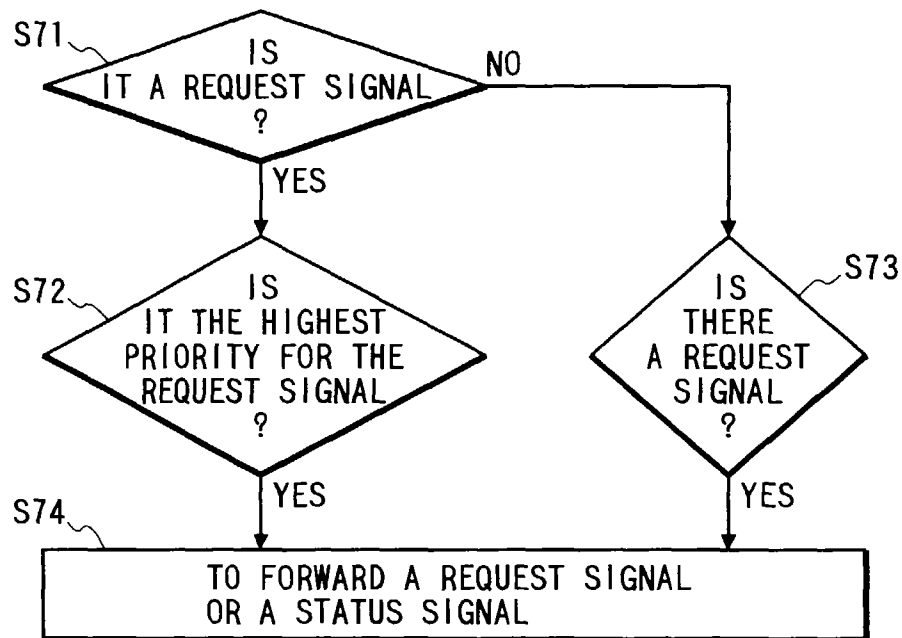 S71
IS
IT A REQUEST SIGNAL
?
NO
YES
S72
IS
IT THE HIGHEST
PRIORITY FOR THE
REQUEST SIGNAL
?
YES
S73
IS
THERE
A REQUEST
SIGNAL
?
YES
S74
TO FORWARD A REQUEST SIGNAL
OR A STATUS SIGNAL